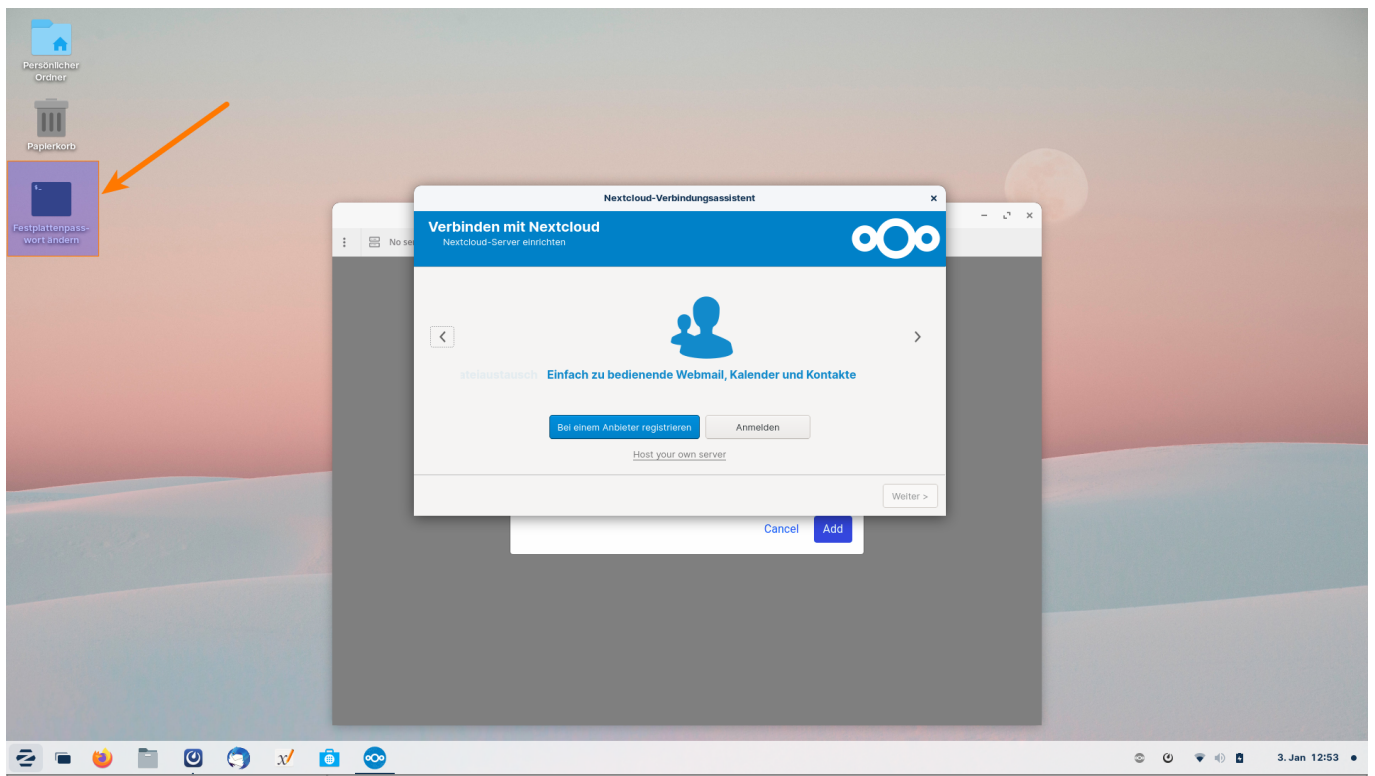 Persönlicher
Ordner
Papierkorb
$_
Festplattenpass-
wort ändern
Nextcloud-Verbindungsassistent
Verbinden mit Nextcloud
Nextcloud-Server einrichten
No se
Einfach zu bedienende Webmail, Kalender und Kontakte
Bei einem Anbieter registrieren
Anmelden
Host your own server
Weiter >
Cancel
Add
3. Jan 12:53